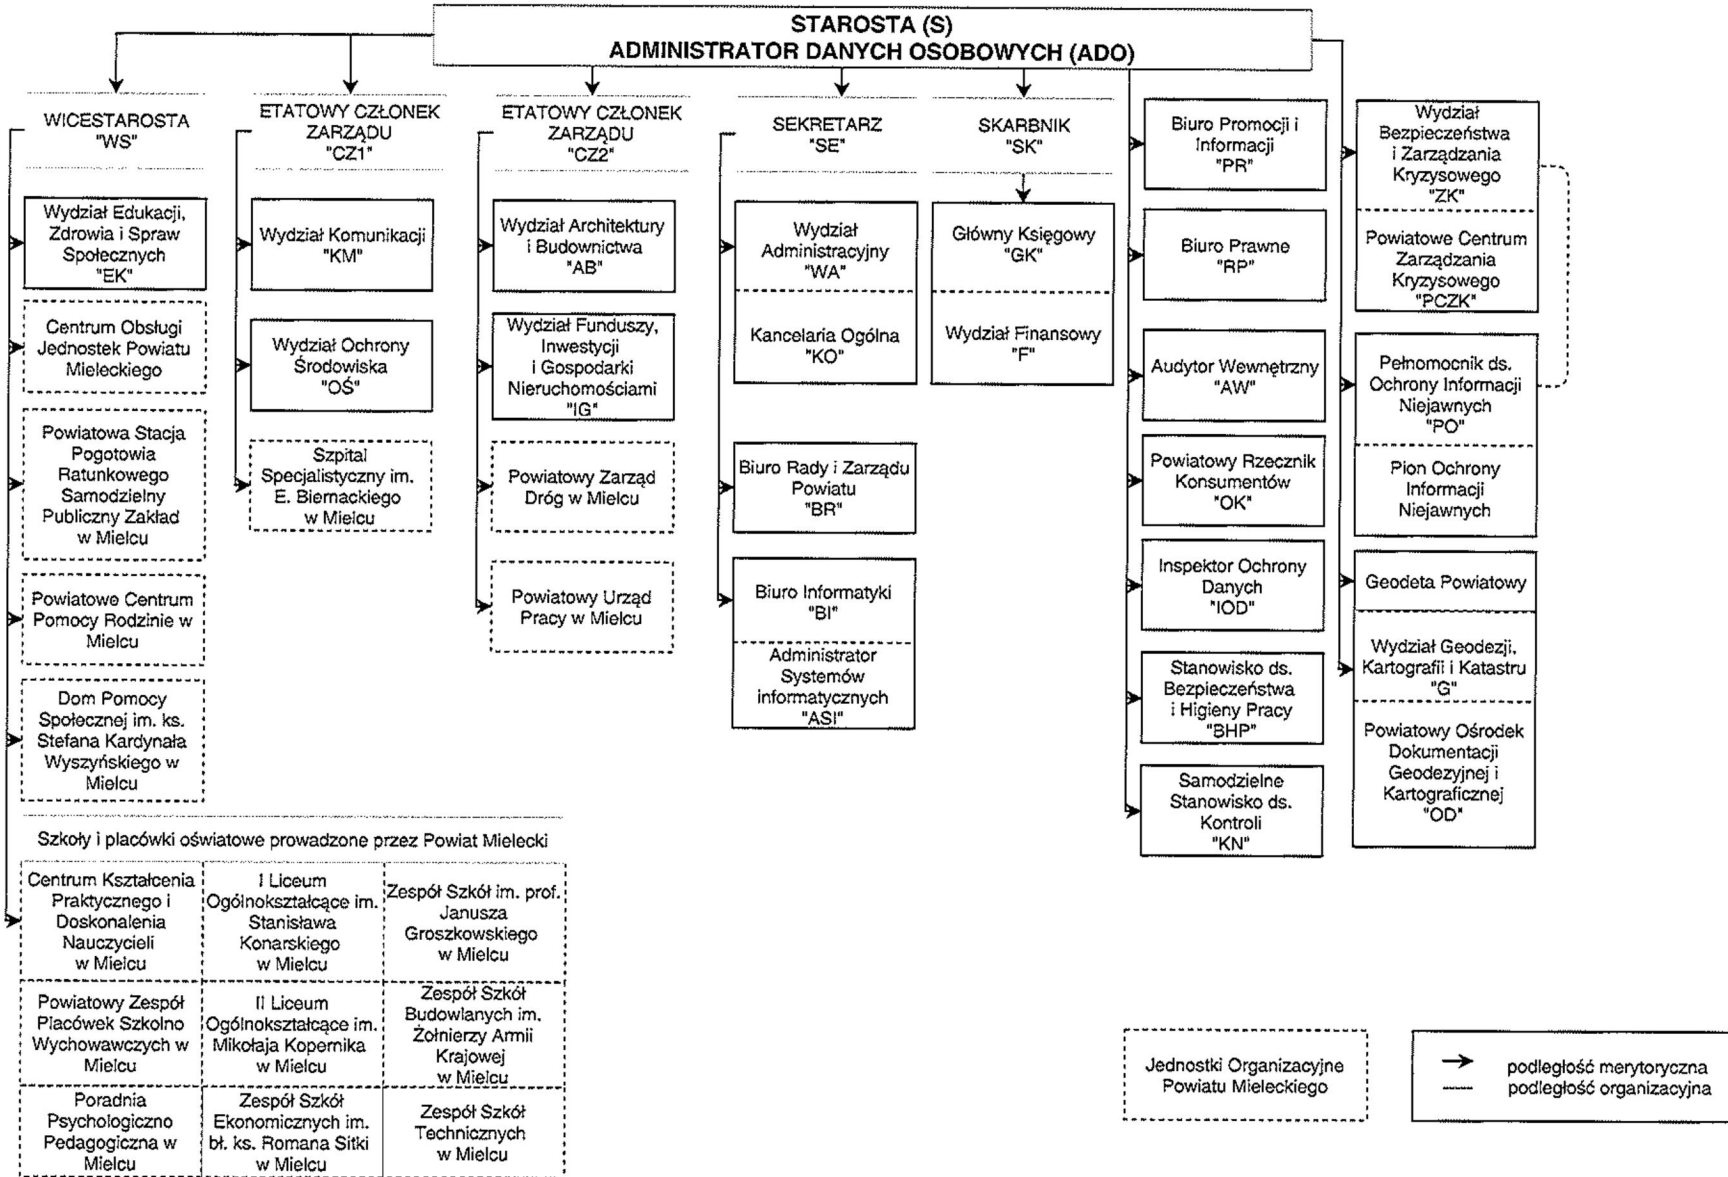 STAROSTA (S)
ADMINISTRATOR DANYCH OSOBOWYCH (ADO)
WICESTAROSTA
"WS"
Wydział Edukacji,
Zdrowia i Spraw
Społecznych
"EK"
Centrum Obsługi
Jednostek Powiatu
Mieleckiego
Powiatowa Stacja
Pogotowia
Ratunkowego
Samodzielny
Publiczny Zakład
w Mielcu
Powiatowe Centrum
Pomocy Rodzinie w
Mielcu
Dom Pomocy
Społecznej im. ks.
Stefana Kardynała
Wyszyńskiego w
Mielcu
ETATOWY CZŁONEK
ZARZĄDU
"CZ1"
Wydział Komunikacji
"KM"
Wydział Ochrony
Środowiska
"OŚ"
Szpital
Specjalistyczny im.
E. Biernackiego
w Mielcu
ETATOWY CZŁONEK
ZARZĄDU
"CZ2"
Wydział Architektury
i Budownictwa
"AB"
Wydział Funduszy,
Inwestycji
i Gospodarki
Nieruchomościami
"IG"
Powiatowy Zarząd
Dróg w Mielcu
Powiatowy Urząd
Pracy w Mielcu
SEKRETARZ
"SE"
Wydział
Administracyjny
"WA"
Kancelaria Ogólna
"KO"
Biuro Rady i Zarządu
Powiatu
"BR"
Biuro Informatyki
"BI"
Administrator
Systemów
informatycznych
"ASI"
SKARBNIK
"SK"
Główny Księgowy
"GK"
Wydział Finansowy
"F"
Biuro Promocji i
Informacji
"PR"
Biuro Prawne
"RP"
Audytor Wewnętrzny
"AW"
Powiatowy Rzecznik
Konsumentów
"OK"
Inspektor Ochrony
Danych
"IOD"
Stanowisko ds.
Bezpieczeństwa
i Higieny Pracy
"BHP"
Samodzielne
Stanowisko ds.
Kontroli
"KN"
Wydział
Bezpieczeństwa
i Zarządzania
Kryzysowego
"ZK"
Powiatowe Centrum
Zarządzania
Kryzysowego
"PCZK"
Pełnomocnik ds.
Ochrony Informacji
Niejawnych
"PO"
Pion Ochrony
Informacji
Niejawnych
Geodeta Powiatowy
Wydział Geodezji,
Kartografii i Katastru
"G"
Powiatowy Ośrodek
Dokumentacji
Geodezyjnej i
Kartograficznej
"OD"
Szkoły i placówki oświatowe prowadzone przez Powiat Mielecki
Centrum Kształcenia
Praktycznego i
Doskonalenia
Nauczycieli
w Mielcu
I Liceum
Ogólnokształcące im.
Stanisława
Konarskiego
w Mielcu
Zespół Szkół im. prof.
Janusza
Groszkowskiego
w Mielcu
Powiatowy Zespół
Placówek Szkolno
Wychowawczych w
Mielcu
II Liceum
Ogólnokształcące im.
Mikołaja Kopernika
w Mielcu
Zespół Szkół
Budowlanych im.
Żołnierzy Armii
Krajowej
w Mielcu
Poradnia
Psychologiczno
Pedagogiczna w
Mielcu
Zespół Szkół
Ekonomicznych im.
bł. ks. Romana Sitki
w Mielcu
Zespół Szkół
Technicznych
w Mielcu
Jednostki Organizacyjne
Powiatu Mieleckiego
podległość merytoryczna
podległość organizacyjna